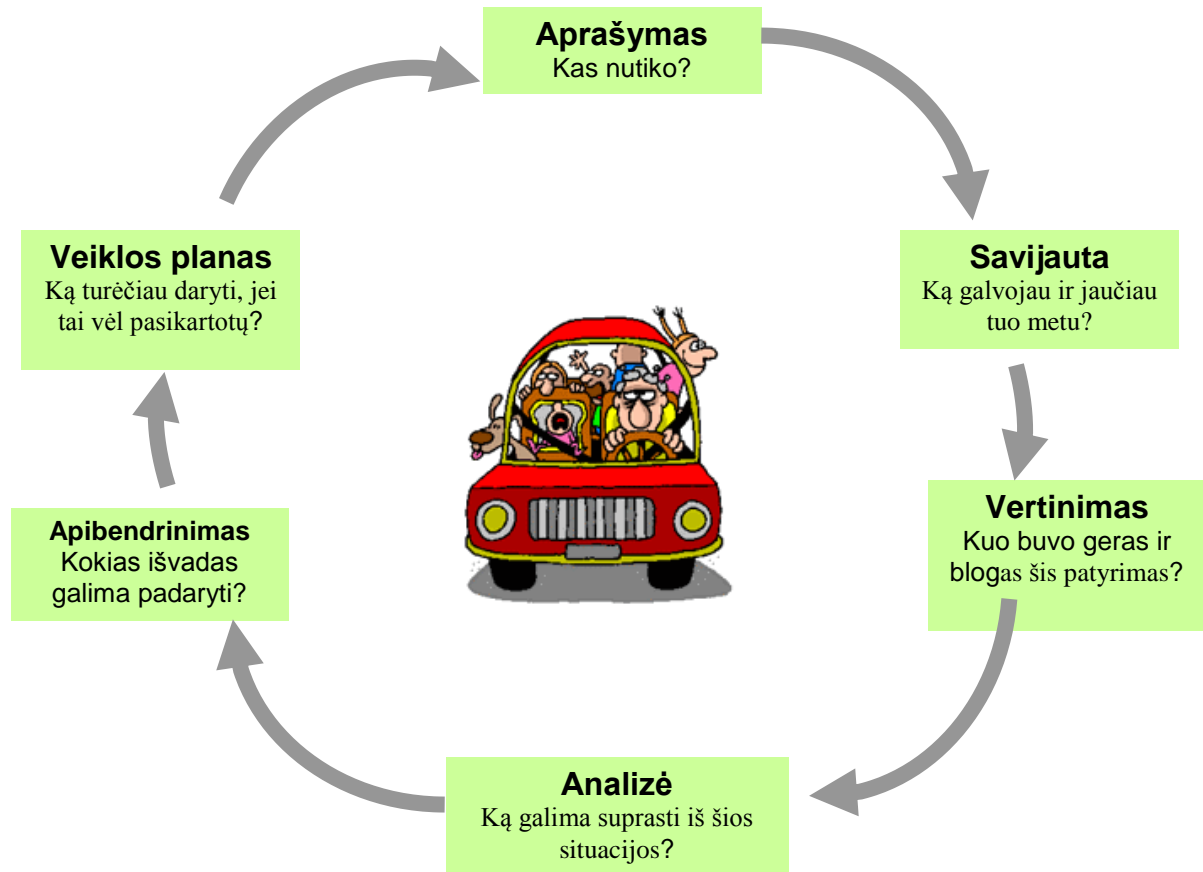 Aprašymas
Kas nutiko?
Savijauta
Ką galvojau ir jaučiau
tuo metu?
Vertinimas
Kuo buvo geras ir
blogas šis patyrimas?
Analizė
Ką galima suprasti iš šios
situacijos?
Apibendrinimas
Kokias išvadas
galima padaryti?
Veiklos planas
Ką turėčiau daryti, jei
tai vėl pasikartotų?